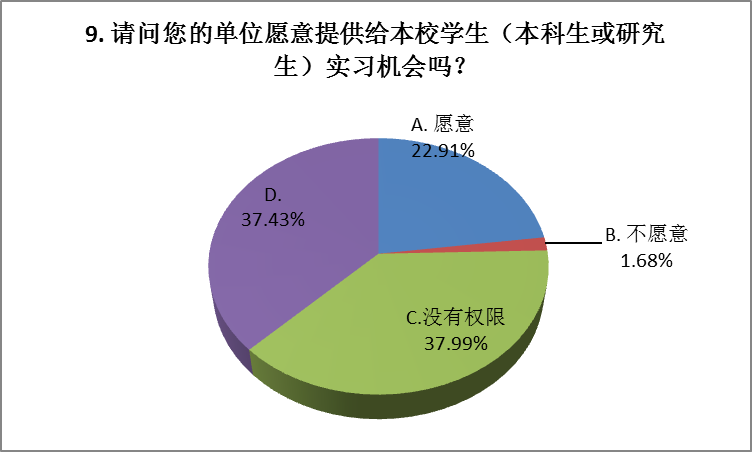 9. 请问您的单位愿意提供给本校学生（本科生或研究
生）实习机会吗？
A. 愿意
22.91%
D.
37.43%
B. 不愿意
1.68%
C.没有权限
37.99%